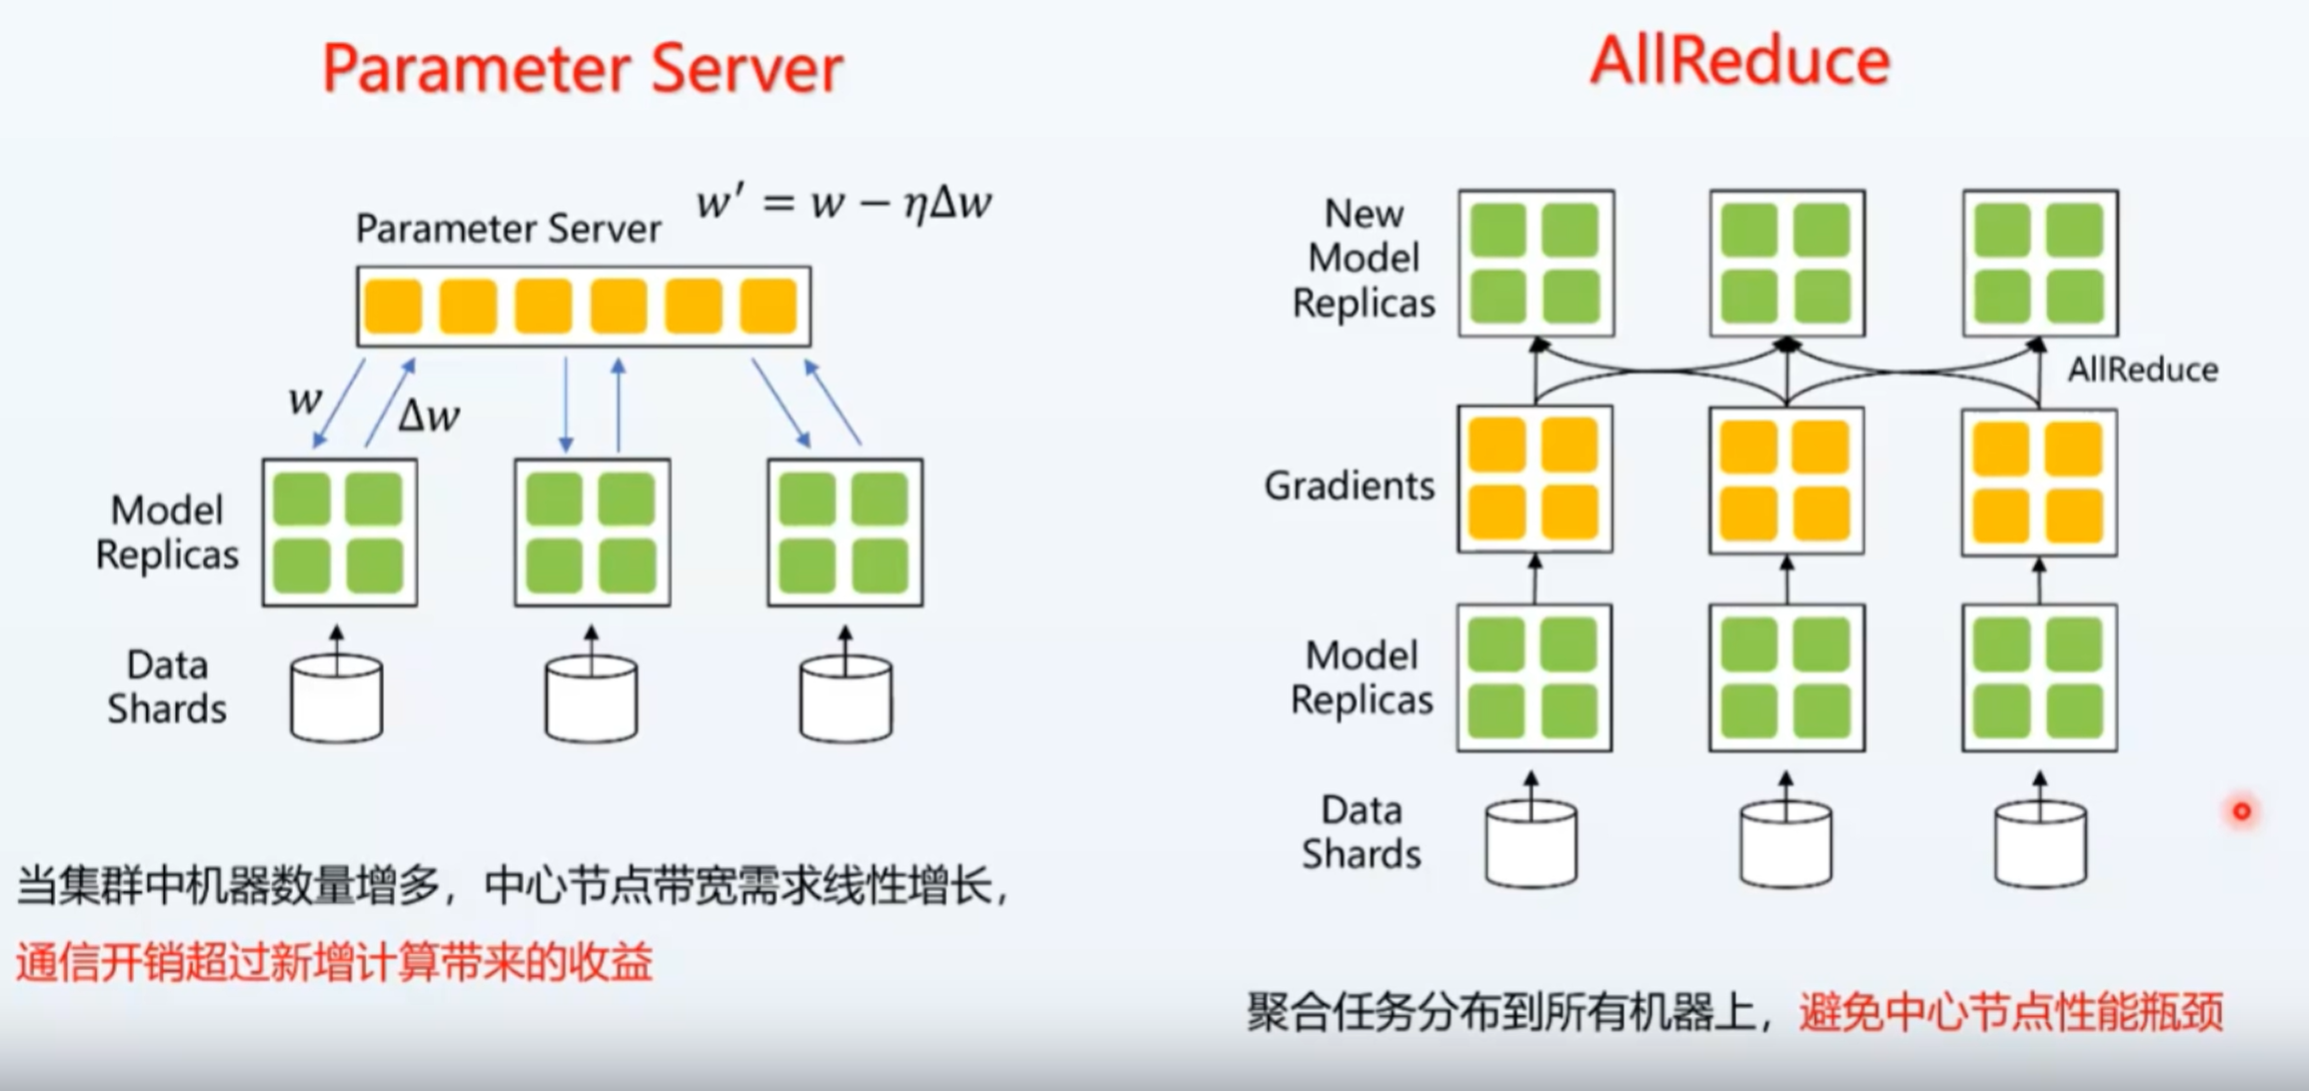 Parameter Server
w′ = w − ηΔw
Parameter Server
w
Δw
Model
Replicas
Data
Shards
当集群中机器数量增多，中心节点带宽需求线性增长，
通信开销超过新增计算带来的收益
AllReduce
New
Model
Replicas
AllReduce
Gradients
Model
Replicas
Data
Shards
聚合任务分布到所有机器上，避免中心节点性能瓶颈